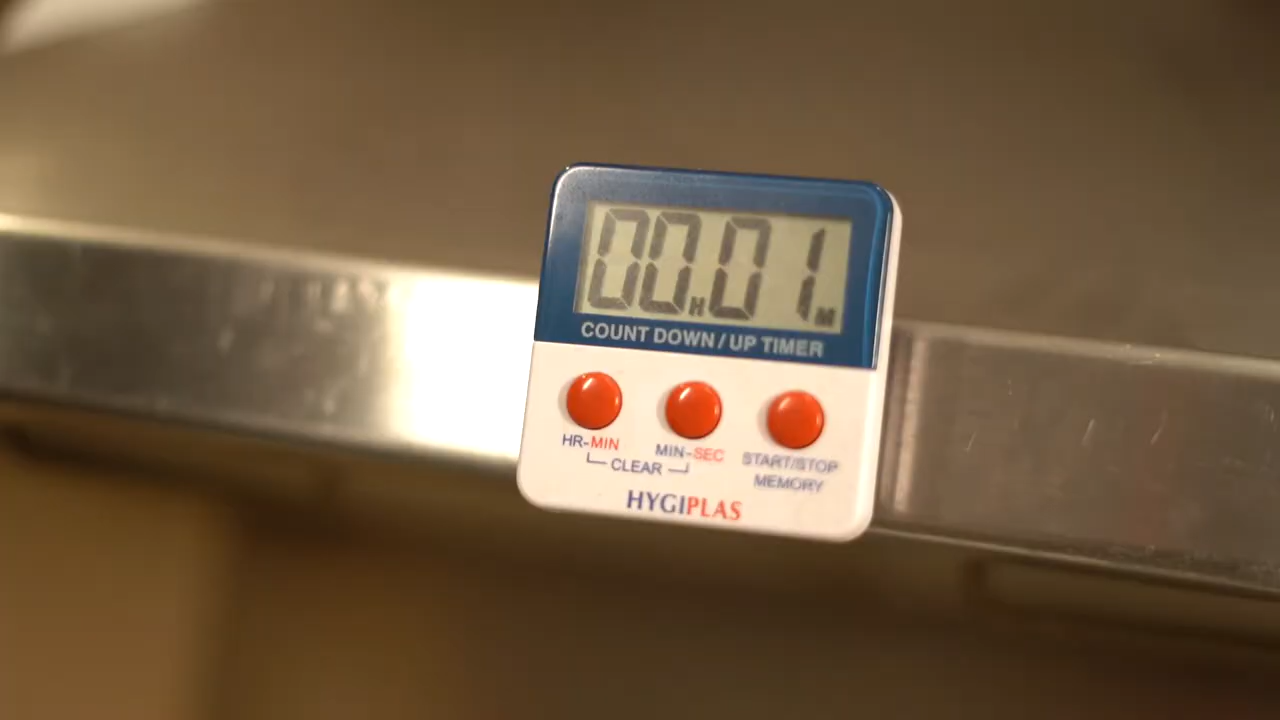 00H01M
COUNT DOWN / UP TIMER
HR-MIN MIN-SEC START/STOP
CLEAR MEMORY
HYGIPLAS